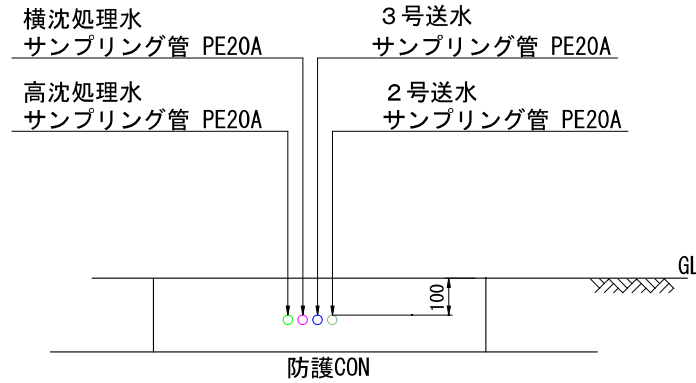 横沈処理水
サンプリング管 PE20A
３号送水
サンプリング管 PE20A
高沈処理水
サンプリング管 PE20A
２号送水
サンプリング管 PE20A
GL
100
防護CON